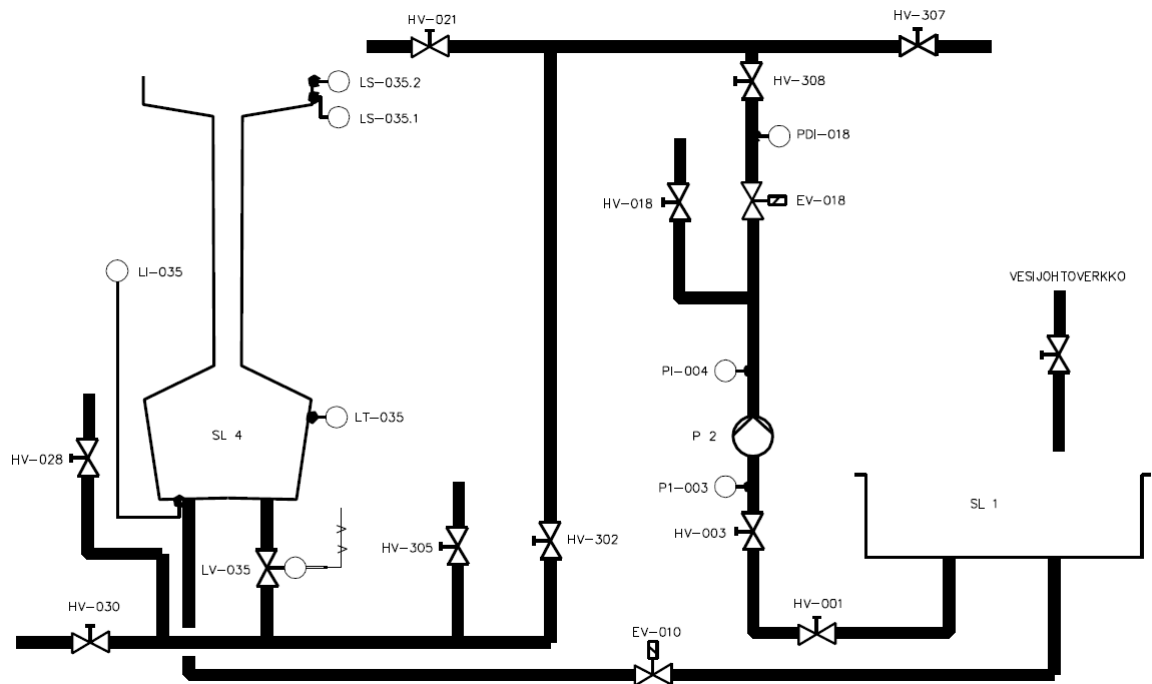 HV-021
HV-307
LS-035.2
HV-308
LS-035.1
PDI-018
HV-018
EV-018
LI-035
VESIJOHTOVERKKO
PI-004
LT-035
SL 4
P 2
HV-028
P1-003
SL 1
HV-305
HV-302
HV-003
LV-035
HV-030
HV-001
EV-010